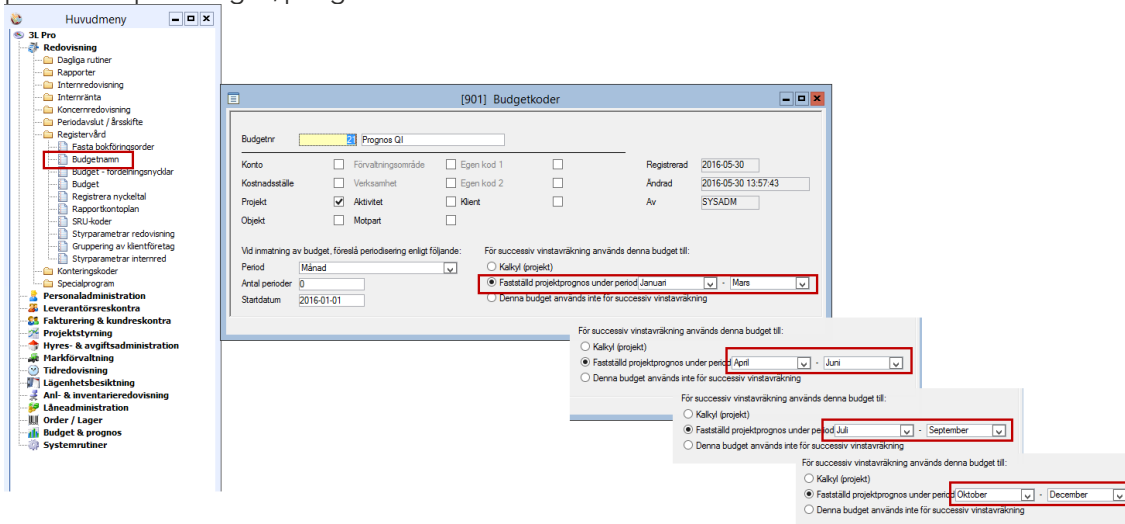 Huvudmeny
3L Pro
Redovisning
Dagliga rutiner
Rapporter
Internredovisning
Internränta
Koncernredovisning
Periodavslut / årsskifte
Registervård
Fasta bokföringsorder
Budgetnamn
Budget - fördelningsnycklar
Budget
Registrera nyckeltal
Rapportkontoplan
SRU-koder
Styrparametrar redovisning
Gruppering av klientföretag
Styrparametrar internred
Konteringskoder
Specialprogram
Personaladministration
Leverantörsreskontra
Fakturering & kundreskontra
Projektstyrning
Hyres- & avgiftsadministration
Markförvaltning
Tidredovisning
Lägenhetsbesiktning
Anl- & inventarieredovisning
Låneadministration
Order / Lager
Budget & prognos
Systemrutiner
[901] Budgetkoder
Budgetnr 21 Prognos QI
Konto Förvaltningsområde Egen kod 1 Registrerad 2016-05-30
Kostnadsställe Verksamhet Egen kod 2 Ändrad 2016-05-30 13:57:43
Projekt Aktivitet Klient Av SYSADM
Objekt Motpart
Vid inmatning av budget, föreslå periodisering enligt följande: För successiv vinstavräkning används denna budget till:
Period Månad Kalkyl (projekt)
Antal perioder 0 Fastställd projektprognos under period Januari - Mars
Startdatum 2016-01-01 Denna budget används inte för successiv vinstavräkning
För successiv vinstavräkning används denna budget till:
Kalkyl (projekt)
Fastställd projektprognos under period April - Juni
Denna budget används inte för successiv vinstavräkning
För successiv vinstavräkning används denna budget till:
Kalkyl (projekt)
Fastställd projektprognos under period Juli - September
Denna budget används inte för successiv vinstavräkning
För successiv vinstavräkning används denna budget till:
Kalkyl (projekt)
Fastställd projektprognos under period Oktober - December
Denna budget används inte för successiv vinstavräkning